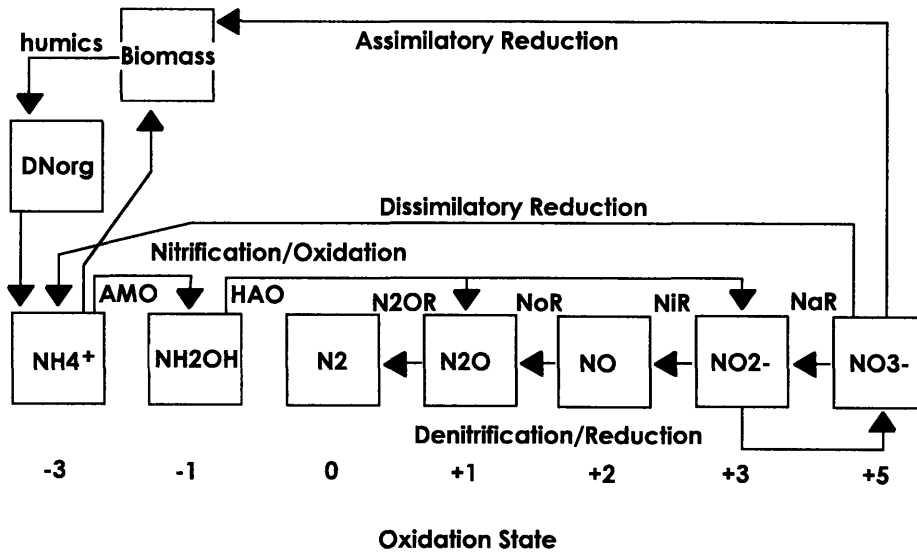 humics
Biomass
Assimilatory Reduction
DNorg
Dissimilatory Reduction
Nitrification/Oxidation
AMO
HAO
N2OR
NoR
NiR
NaR
NH4+
NH2OH
N2
N2O
NO
NO2-
NO3-
Denitrification/Reduction
-3
-1
0
+1
+2
+3
+5
Oxidation State